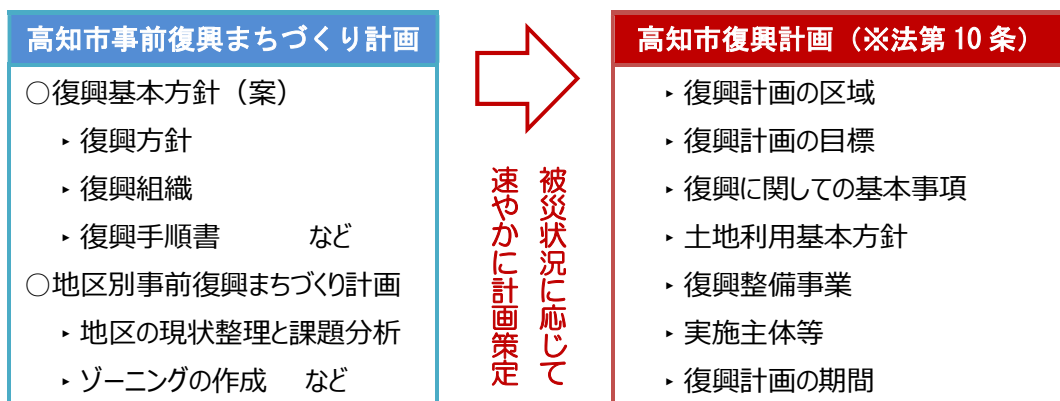 高知市事前復興まちづくり計画
○復興基本方針（案）
‣ 復興方針
‣ 復興組織
‣ 復興手順書　など
○地区別事前復興まちづくり計画
‣ 地区の現状整理と課題分析
‣ ゾーニングの作成　など
被災状況に応じて
速やかに計画策定
高知市復興計画（※法第10条）
‣ 復興計画の区域
‣ 復興計画の目標
‣ 復興に関しての基本事項
‣ 土地利用基本方針
‣ 復興整備事業
‣ 実施主体等
‣ 復興計画の期間